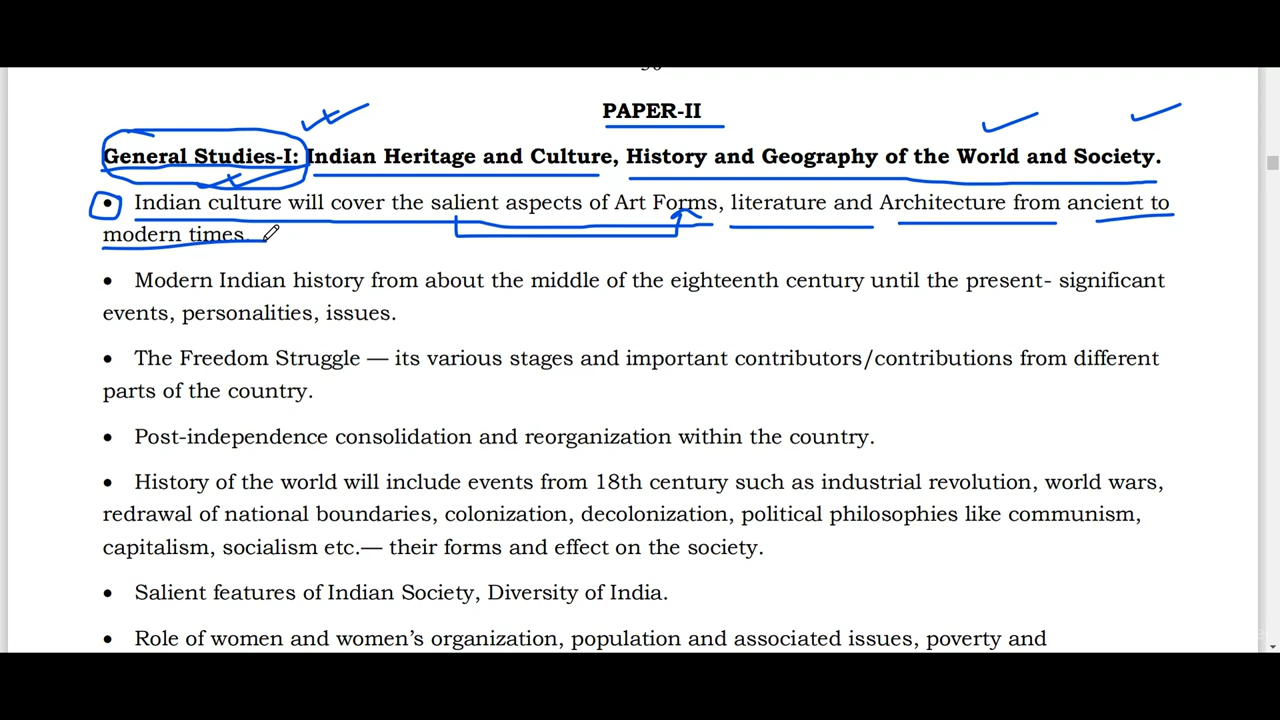 PAPER-II
General Studies-I: Indian Heritage and Culture, History and Geography of the World and Society.
• Indian culture will cover the salient aspects of Art Forms, literature and Architecture from ancient to
modern times.
• Modern Indian history from about the middle of the eighteenth century until the present- significant
events, personalities, issues.
• The Freedom Struggle — its various stages and important contributors/contributions from different
parts of the country.
• Post-independence consolidation and reorganization within the country.
• History of the world will include events from 18th century such as industrial revolution, world wars,
redrawal of national boundaries, colonization, decolonization, political philosophies like communism,
capitalism, socialism etc.— their forms and effect on the society.
• Salient features of Indian Society, Diversity of India.
• Role of women and women’s organization, population and associated issues, poverty and